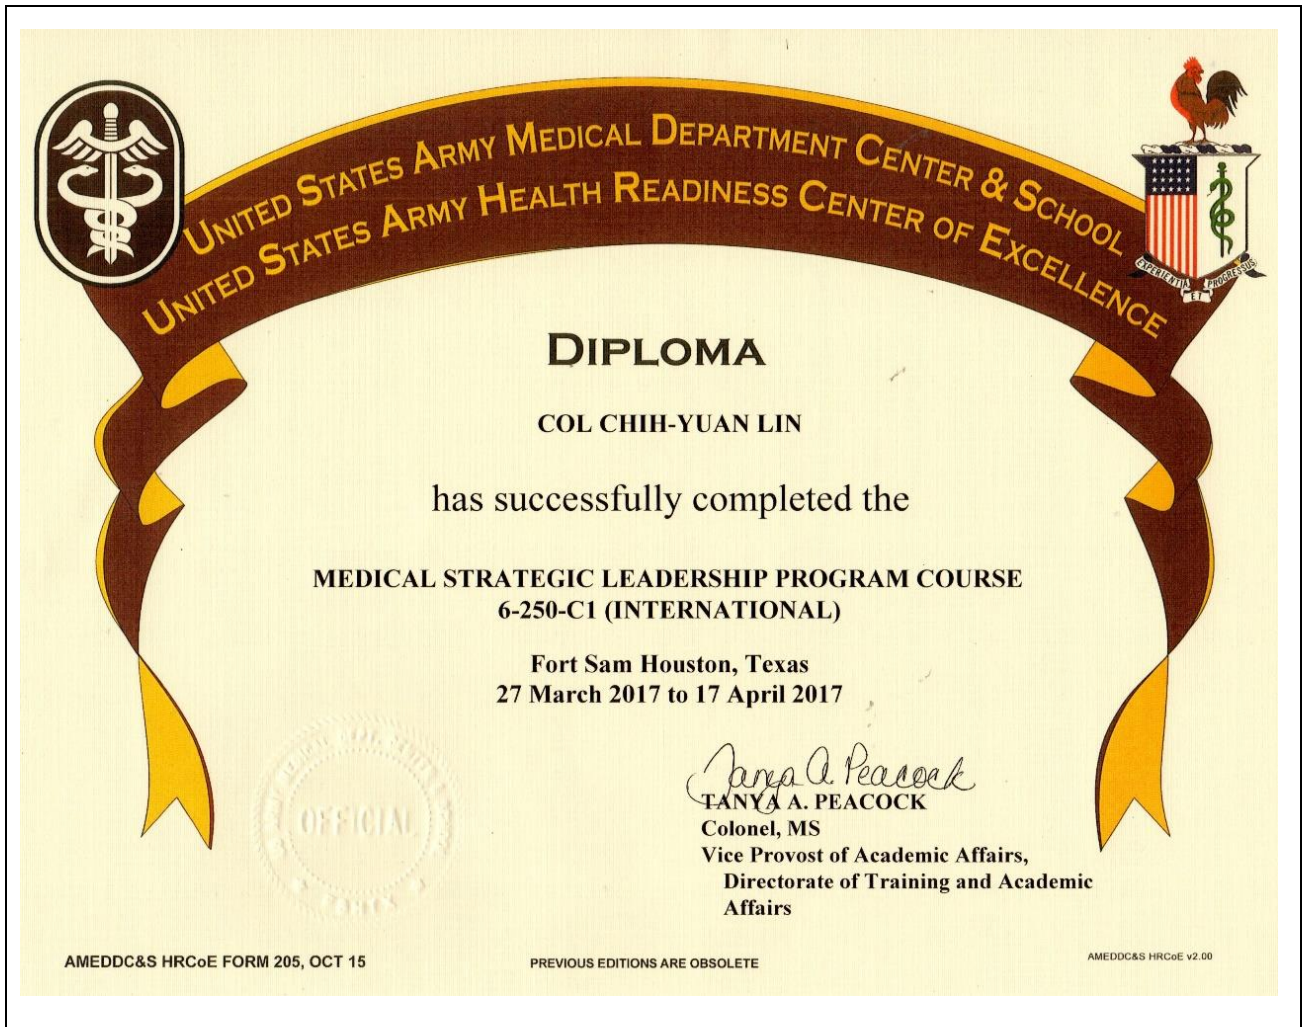 UNITED STATES ARMY MEDICAL DEPARTMENT CENTER & SCHOOL
UNITED STATES ARMY HEALTH READINESS CENTER OF EXCELLENCE
EXPERIENTIA ET PROGRESSUS
DIPLOMA
COL CHIH-YUAN LIN
has successfully completed the
MEDICAL STRATEGIC LEADERSHIP PROGRAM COURSE
6-250-C1 (INTERNATIONAL)
Fort Sam Houston, Texas
27 March 2017 to 17 April 2017
OFFICIAL
Tanya A. Peacock
TANYA A. PEACOCK
Colonel, MS
Vice Provost of Academic Affairs,
Directorate of Training and Academic
Affairs
AMEDDC&S HRCoE FORM 205, OCT 15
PREVIOUS EDITIONS ARE OBSOLETE
AMEDDC&S HRCoE v2.00